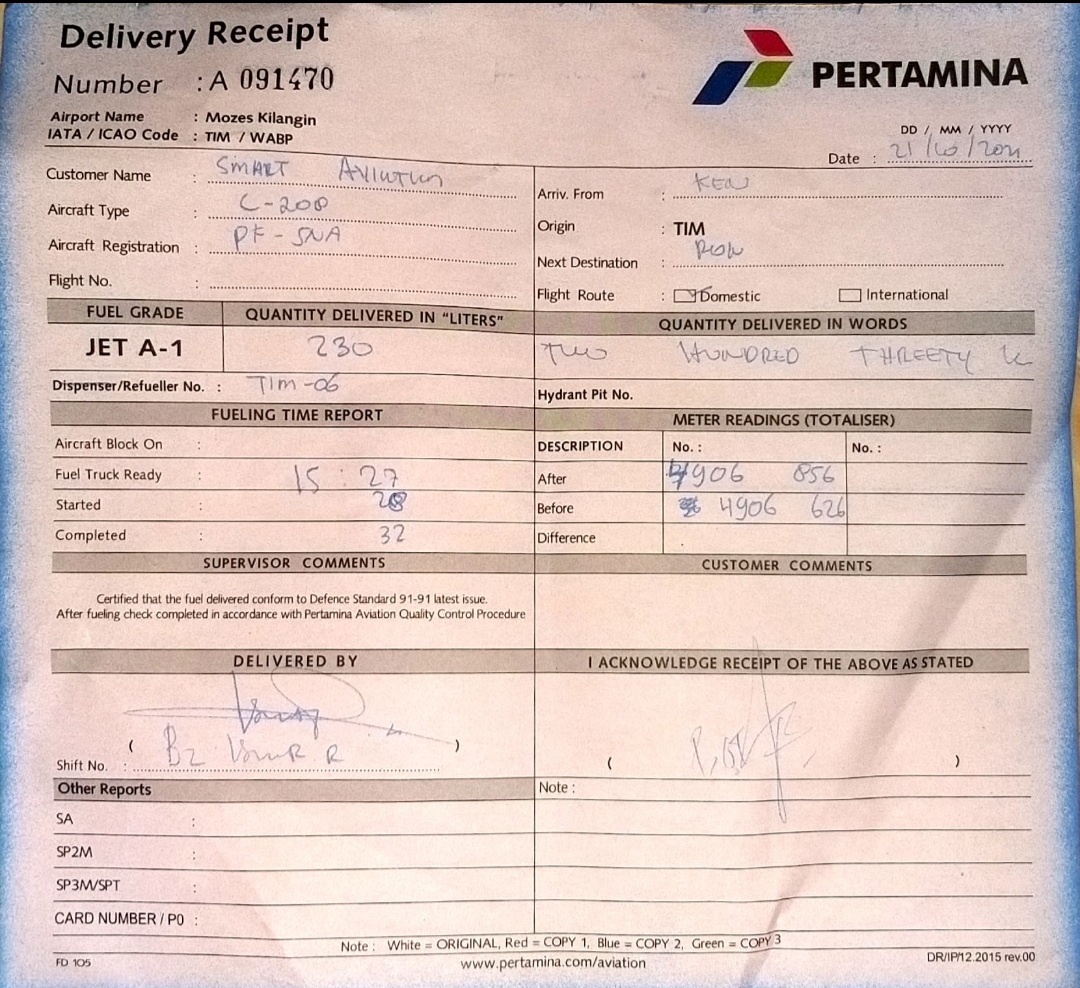 Delivery Receipt
Number : A 091470
PERTAMINA
Airport Name : Mozes Kilangin
IATA / ICAO Code : TIM / WABP
DD / MM / YYYY
Date : 21/10/2021
Customer Name : SMART AVIATION
Aircraft Type : C-208
Aircraft Registration : PK-SNA
Flight No. :
Arriv. From :
Origin : TIM
Next Destination : RON
Flight Route : Domestic International
FUEL GRADE QUANTITY DELIVERED IN "LITERS" QUANTITY DELIVERED IN WORDS
JET A-1 230 TWO HUNDRED THREETY
Dispenser/Refueller No. : TIM-06
Hydrant Pit No.
FUELING TIME REPORT
Aircraft Block On :
Fuel Truck Ready : 15 : 27
Started : 28
Completed : 32
METER READINGS (TOTALISER)
DESCRIPTION No. : No. :
After 4906 856
Before 4906 626
Difference
SUPERVISOR COMMENTS
Certified that the fuel delivered conform to Defence Standard 91-91 latest issue.
After fueling check completed in accordance with Pertamina Aviation Quality Control Procedure
CUSTOMER COMMENTS
DELIVERED BY
( )
Shift No. :
I ACKNOWLEDGE RECEIPT OF THE ABOVE AS STATED
( )
Other Reports
SA :
SP2M :
SP3M/SPT :
CARD NUMBER / PO :
Note :
Note : White = ORIGINAL, Red = COPY 1, Blue = COPY 2, Green = COPY 3
FD 105
www.pertamina.com/aviation
DR/IP/12.2015 rev.00